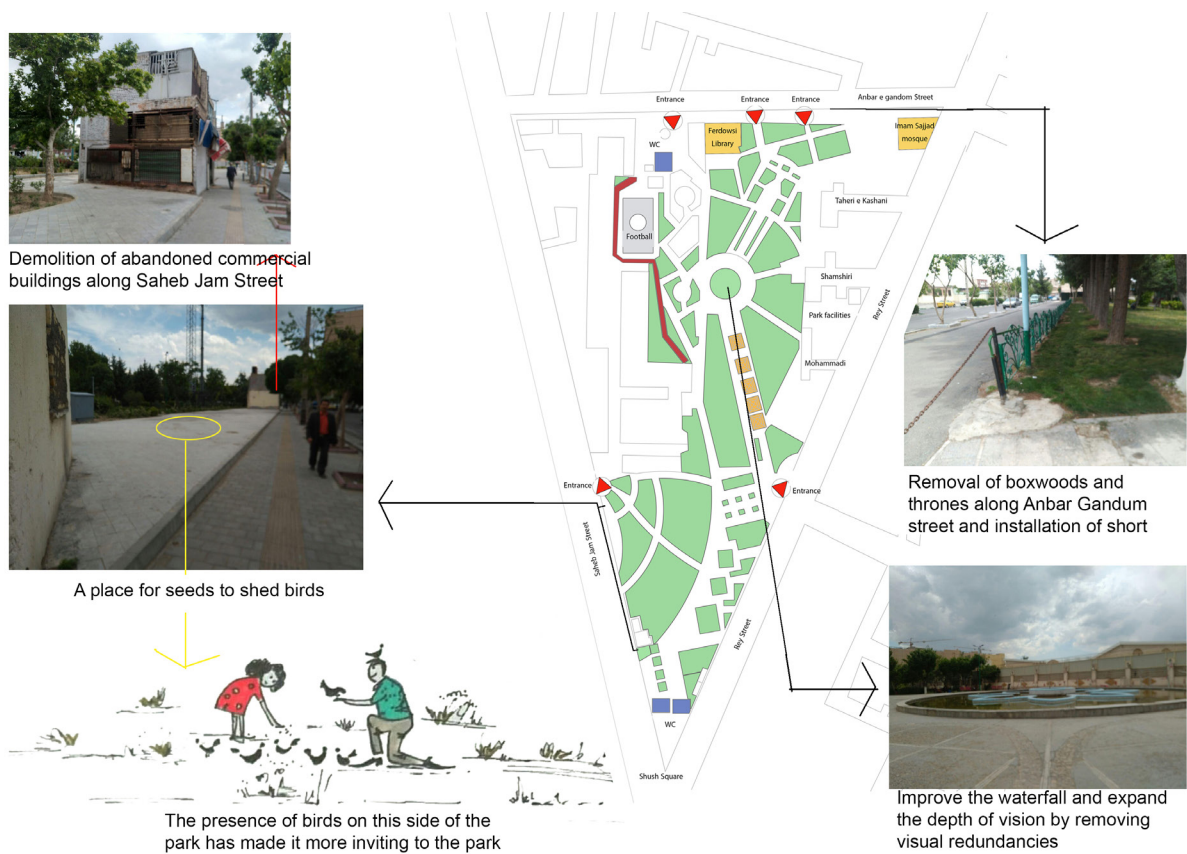 Demolition of abandoned commercial
buildings along Saheb Jam Street
A place for seeds to shed birds
The presence of birds on this side of the
park has made it more inviting to the park
Entrance
Entrance
Entrance
Anbar e gandom Street
WC
Ferdowsi
Library
Imam Sajjad
mosque
Taheri e Kashani
Football
Shamshiri
Park facilities
Rey Street
Mohammadi
Entrance
Entrance
Saheb Jam Street
Rey Street
WC
Shush Square
Removal of boxwoods and
thrones along Anbar Gandum
street and installation of short
Improve the waterfall and expand
the depth of vision by removing
visual redundancies